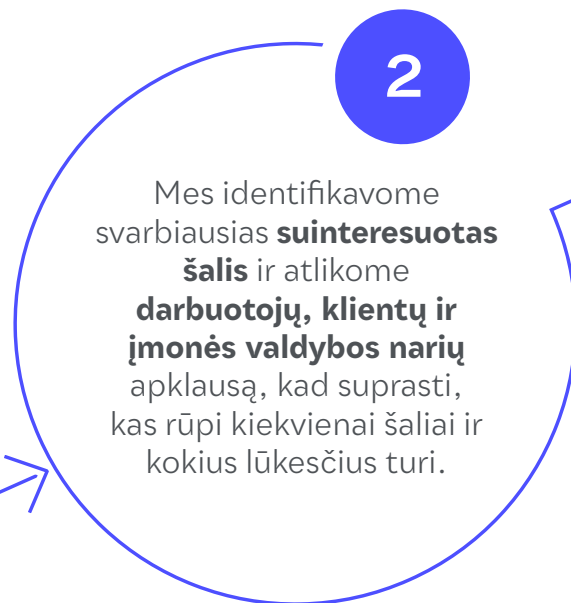 2
Mes identifikavome
svarbiausias suinteresuotas
šalis ir atlikome
darbuotojų, klientų ir
įmonės valdybos narių
apklausą, kad suprasti,
kas rūpi kiekvienai šaliai ir
kokius lūkesčius turi.